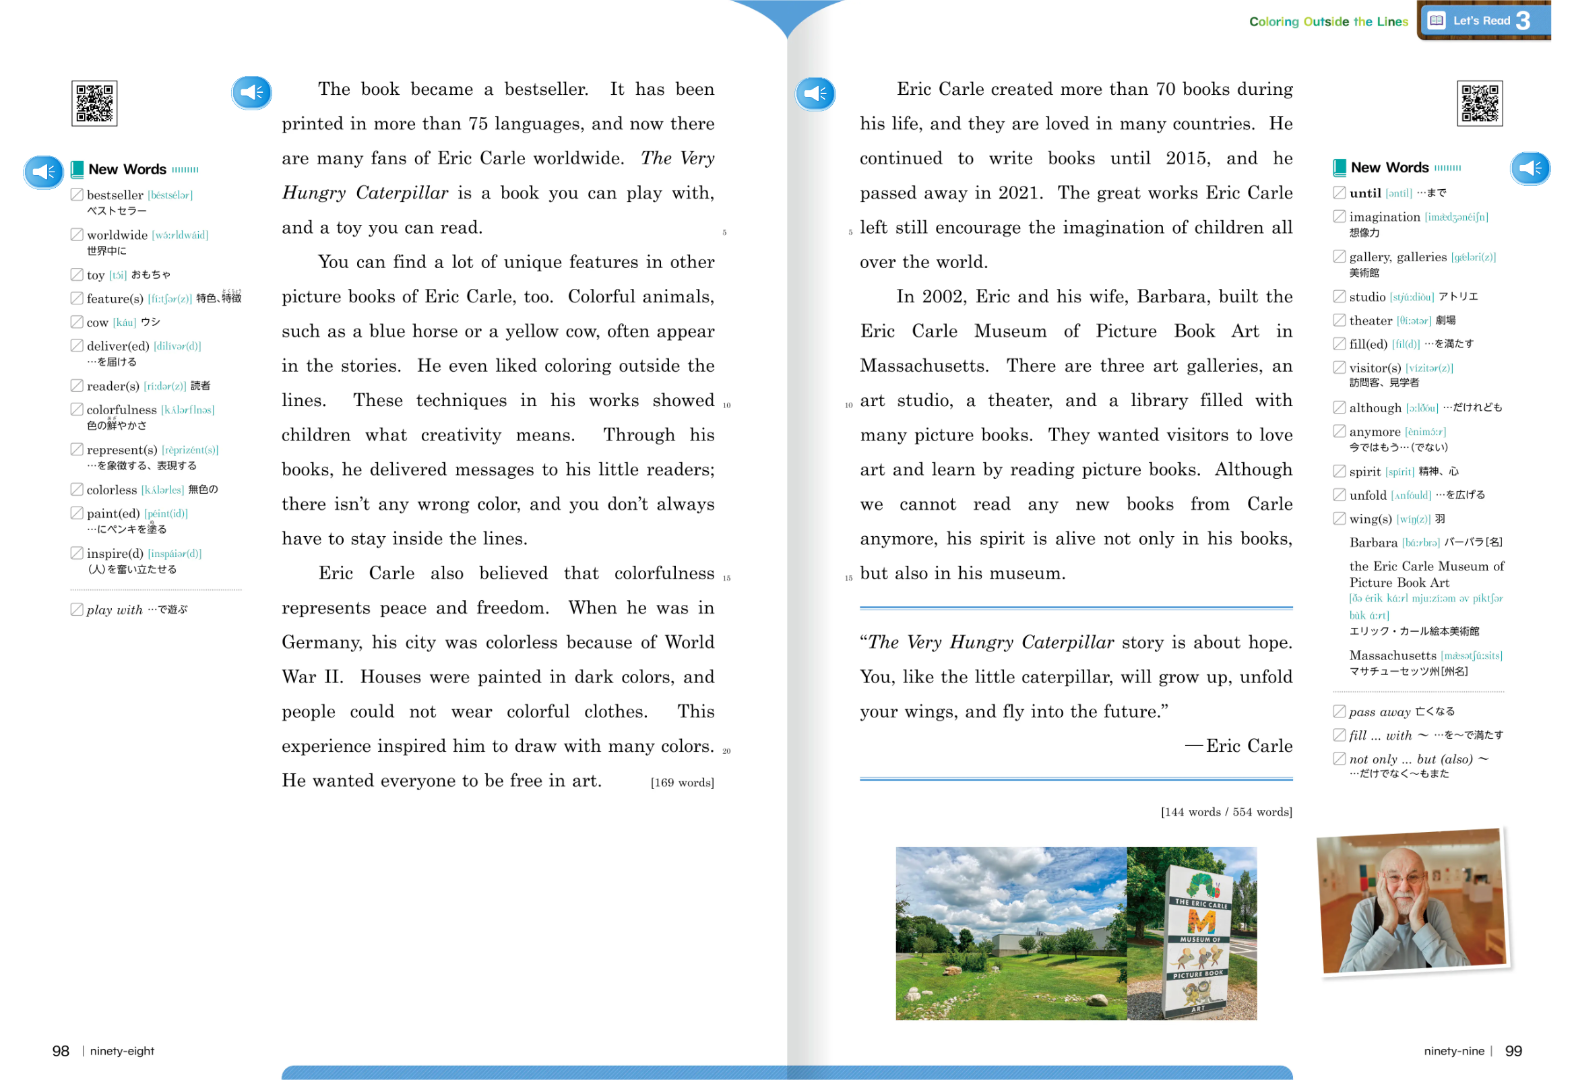 Coloring Outside the Lines
Let's Read 3
New Words
bestseller [béstsélər]
ベストセラー
worldwide [wə́ːrldwáid]
世界中に
toy [tɔ́i] おもちゃ
feature(s) [fíːtʃər(z)] 特色、特徴
cow [káu] ウシ
deliver(ed) [dilívər(d)]
…を届ける
reader(s) [ríːdər(z)] 読者
colorfulness [kʌ́lərflnəs]
色の鮮やかさ
represent(s) [rèprizént(s)]
…を象徴する、表現する
colorless [kʌ́lərles] 無色の
paint(ed) [péint(id)]
…にペンキを塗る
inspire(d) [inspáiər(d)]
(人)を奮い立たせる
play with …で遊ぶ
The book became a bestseller. It has been
printed in more than 75 languages, and now there
are many fans of Eric Carle worldwide. The Very
Hungry Caterpillar is a book you can play with,
and a toy you can read. 5
You can find a lot of unique features in other
picture books of Eric Carle, too. Colorful animals,
such as a blue horse or a yellow cow, often appear
in the stories. He even liked coloring outside the
lines. These techniques in his works showed 10
children what creativity means. Through his
books, he delivered messages to his little readers;
there isn't any wrong color, and you don't always
have to stay inside the lines.
Eric Carle also believed that colorfulness 15
represents peace and freedom. When he was in
Germany, his city was colorless because of World
War II. Houses were painted in dark colors, and
people could not wear colorful clothes. This
experience inspired him to draw with many colors. 20
He wanted everyone to be free in art. [169 words]
98 | ninety-eight
Eric Carle created more than 70 books during
his life, and they are loved in many countries. He
continued to write books until 2015, and he
passed away in 2021. The great works Eric Carle
5 left still encourage the imagination of children all
over the world.
In 2002, Eric and his wife, Barbara, built the
Eric Carle Museum of Picture Book Art in
Massachusetts. There are three art galleries, an
10 art studio, a theater, and a library filled with
many picture books. They wanted visitors to love
art and learn by reading picture books. Although
we cannot read any new books from Carle
anymore, his spirit is alive not only in his books,
15 but also in his museum.
“The Very Hungry Caterpillar story is about hope.
You, like the little caterpillar, will grow up, unfold
your wings, and fly into the future.”
—Eric Carle
[144 words / 554 words]
New Words
until [əntíl] …まで
imagination [imæ̀dʒənéiʃn]
想像力
gallery, galleries [gǽləri(z)]
美術館
studio [stjúːdiòu] アトリエ
theater [θíːətər] 劇場
fill(ed) [fíl(d)] …を満たす
visitor(s) [vízitər(z)]
訪問客、見学者
although [ɔːlðóu] …だけれども
anymore [ènimɔ́ːr]
今ではもう…(でない)
spirit [spírit] 精神、心
unfold [ʌnfóuld] …を広げる
wing(s) [wíŋ(z)] 羽
Barbara [bɑ́ːrbrə] バーバラ[名]
the Eric Carle Museum of
Picture Book Art
[ðə érik kɑ́ːrl mjuːzíːəm əv píktʃər
búk ɑ́ːrt]
エリック・カール絵本美術館
Massachusetts [mæ̀sətʃúːsits]
マサチューセッツ州[州名]
pass away 亡くなる
fill ... with ～ …を～で満たす
not only ... but (also) ～
…だけでなく～もまた
THE ERIC CARLE
M
MUSEUM OF
PICTURE BOOK
ART
ninety-nine | 99